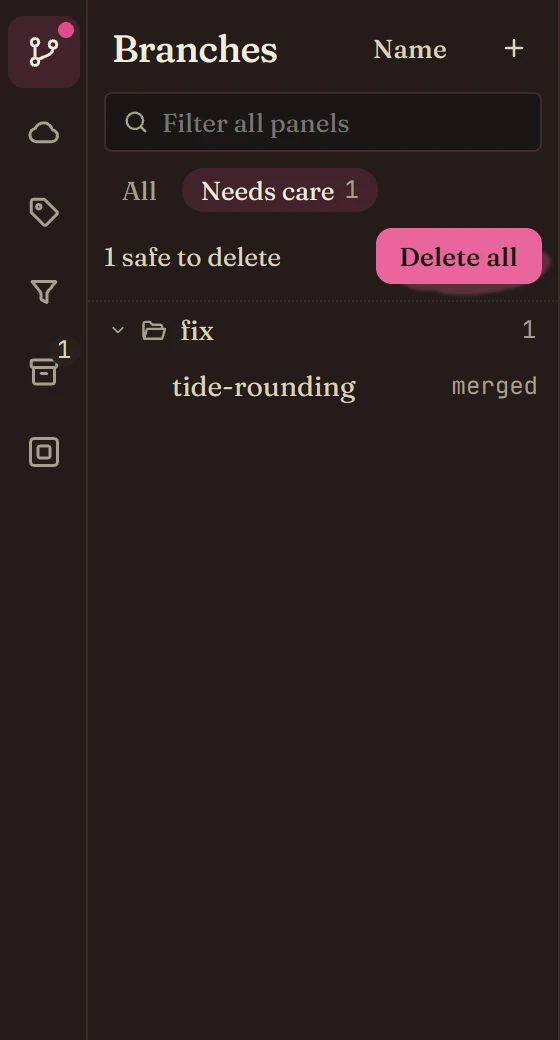 Branches Name +
Filter all panels
All Needs care 1
1 safe to delete Delete all
fix 1
1
tide-rounding merged